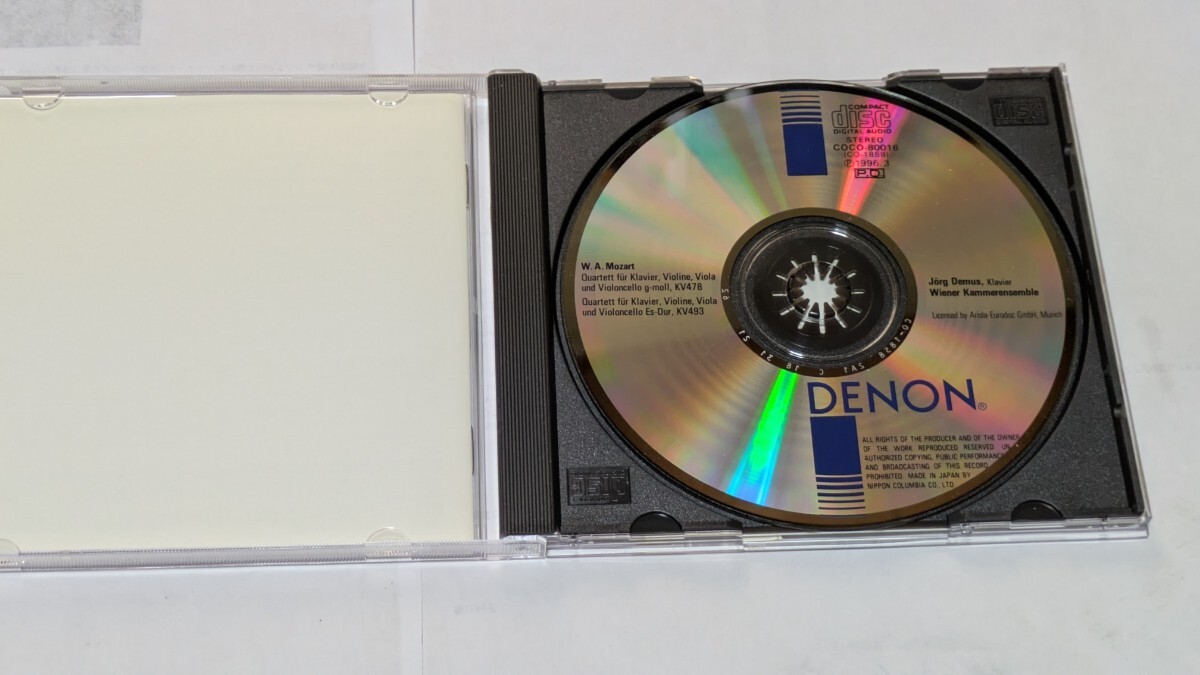 COMPACT
disc
DIGITAL AUDIO
STEREO
COCO-80016
℗1996.3
W. A. Mozart
Quartett für Klavier, Violine, Viola
und Violoncello g-moll, KV478
Quartett für Klavier, Violine, Viola
und Violoncello Es-Dur, KV493
Jörg Demus, Klavier
Wiener Kammerensemble
Licensed by Ariola-Eurodisc GmbH, Munich
DENON®
ALL RIGHTS OF THE PRODUCER AND OF THE OWNER
OF THE WORK REPRODUCED RESERVED.
AUTHORIZED COPYING, PUBLIC PERFORMANCE
AND BROADCASTING OF THIS RECORD
PROHIBITED. MADE IN JAPAN BY
NIPPON COLUMBIA CO., LTD.